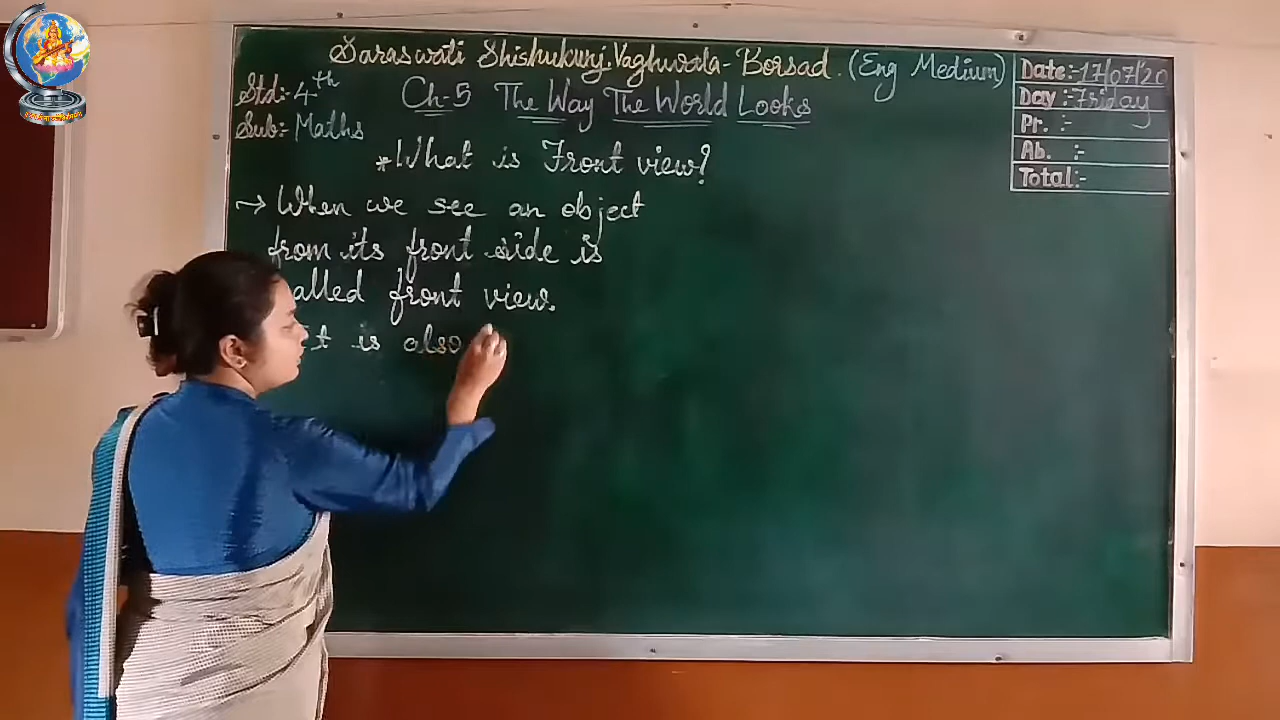 Saraswati Shishukunj, Vaghwala - Borsad. (Eng Medium)
Date:- 17/07/20
Std:- 4th
Ch-5 The Way The World Looks
Day:- Friday
Sub:- Maths
Pr. :-
* What is Front view?
Ab. :-
Total:-
→ When we see an object
from its front side is
alled front view.
It is also